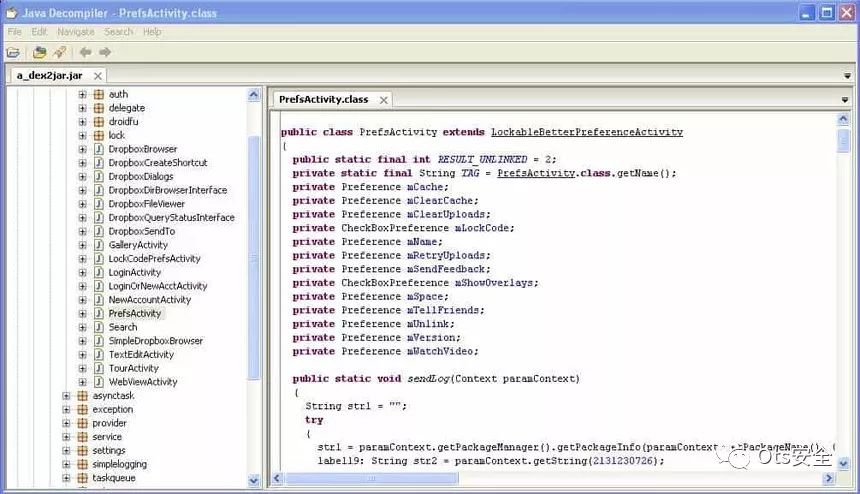 Java Decompiler - PrefsActivity.class
File Edit Navigate Search Help
a_dex2jar.jar
auth
delegate
droidfu
lock
DropboxBrowser
DropboxCreateShortcut
DropboxDialogs
DropboxDirBrowserInterface
DropboxFileViewer
DropboxQueryStatusInterface
DropboxSendTo
GalleryActivity
LockCodePrefsActivity
LoginActivity
LoginOrNewAcctActivity
NewAccountActivity
PrefsActivity
Search
SimpleDropboxBrowser
TextEditActivity
TourActivity
WebViewActivity
asynctask
exception
provider
service
settings
simplelogging
taskqueue
PrefsActivity.class
public class PrefsActivity extends LockableBetterPreferenceActivity
{
public static final int RESULT_UNLINKED = 2;
private static final String TAG = PrefsActivity.class.getName();
private Preference mCache;
private Preference mClearCache;
private Preference mClearUploads;
private CheckBoxPreference mLockCode;
private Preference mName;
private Preference mRetryUploads;
private Preference mSendFeedback;
private CheckBoxPreference mShowOverlays;
private Preference mSpace;
private Preference mTellFriends;
private Preference mUnlink;
private Preference mVersion;
private Preference mWatchVideo;
public static void sendLog(Context paramContext)
{
String str1 = "";
try
{
str1 = paramContext.getPackageManager().getPackageInfo(paramContext
label19: String str2 = paramContext.getString(2131230726);
Ots安全